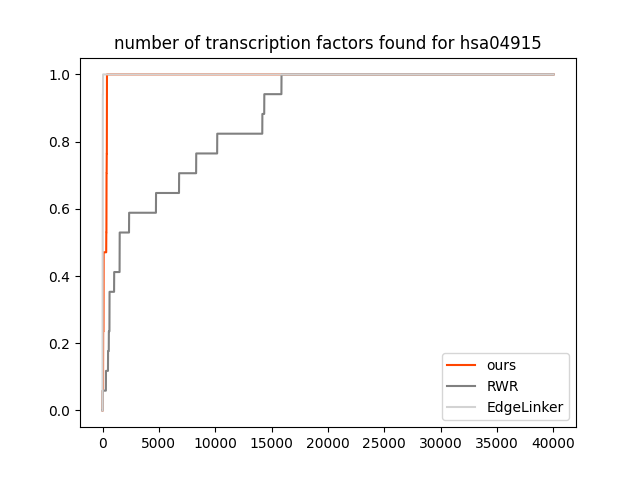 number of transcription factors found for hsa04915
1.0
0.8
0.6
0.4
0.2
0.0
ours
RWR
EdgeLinker
0 5000 10000 15000 20000 25000 30000 35000 40000